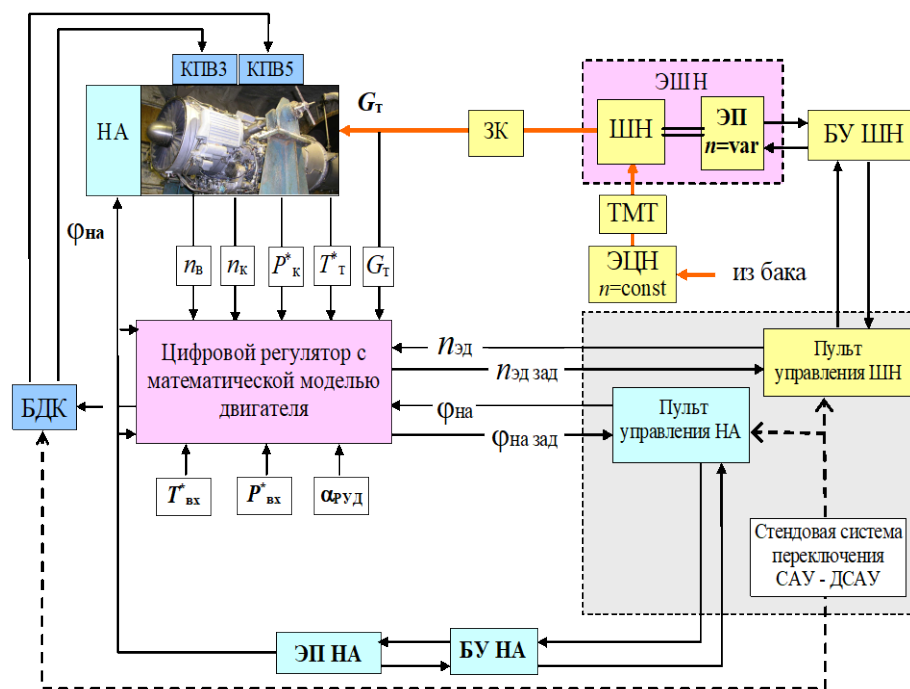 КПВ3
КПВ5
НА
Gт
ЗК
ЭШН
ШН
ЭП
n=var
БУ ШН
ТМТ
ЭЦН
n=const
из бака
φна
nв
nк
P*к
T*т
Gт
Цифровой регулятор с
математической моделью
двигателя
nэд
nэд зад
φна
φна зад
Пульт
управления ШН
Пульт
управления НА
БДК
T*вх
P*вх
αРУД
Стендовая система
переключения
САУ - ДСАУ
ЭП НА
БУ НА